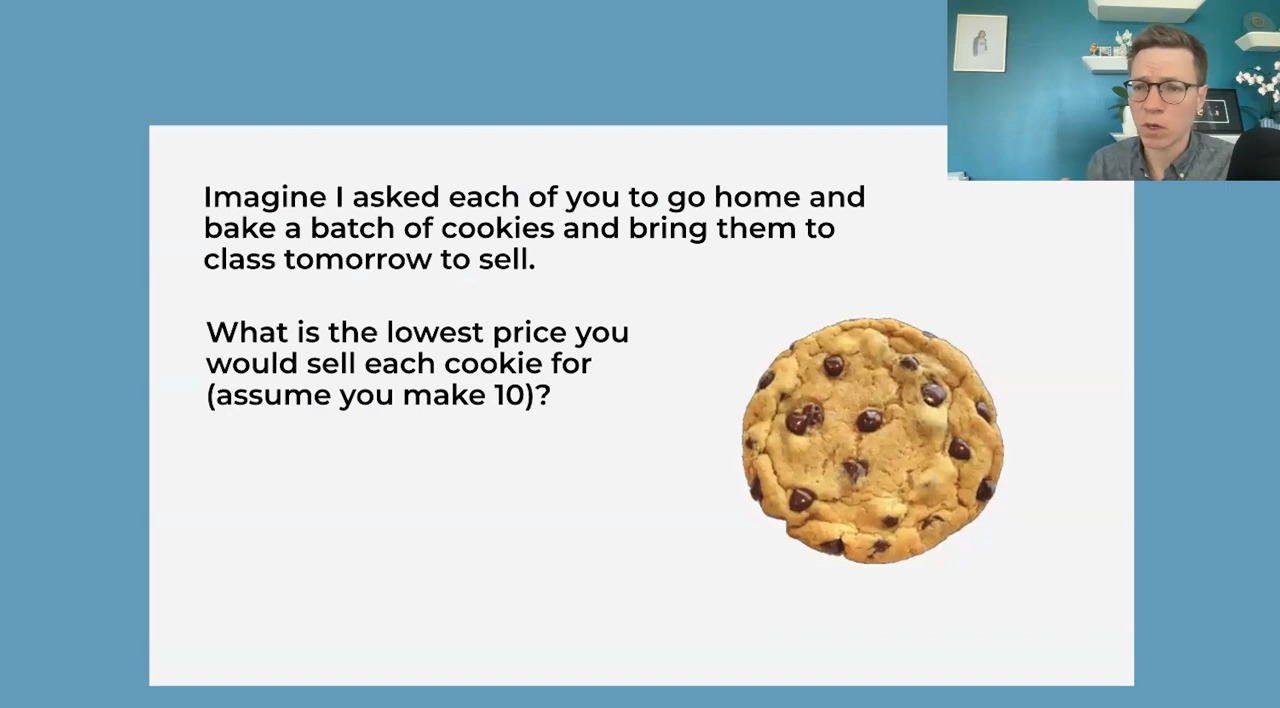 Imagine I asked each of you to go home and
bake a batch of cookies and bring them to
class tomorrow to sell.
What is the lowest price you
would sell each cookie for
(assume you make 10)?